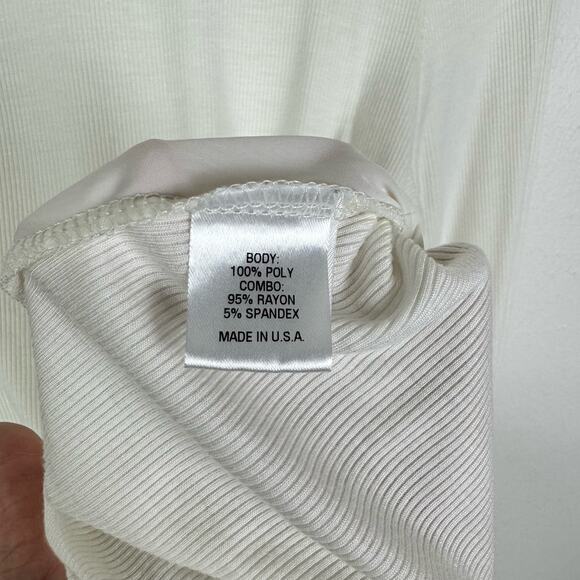 BODY:
100% POLY
COMBO:
95% RAYON
5% SPANDEX
MADE IN U.S.A.